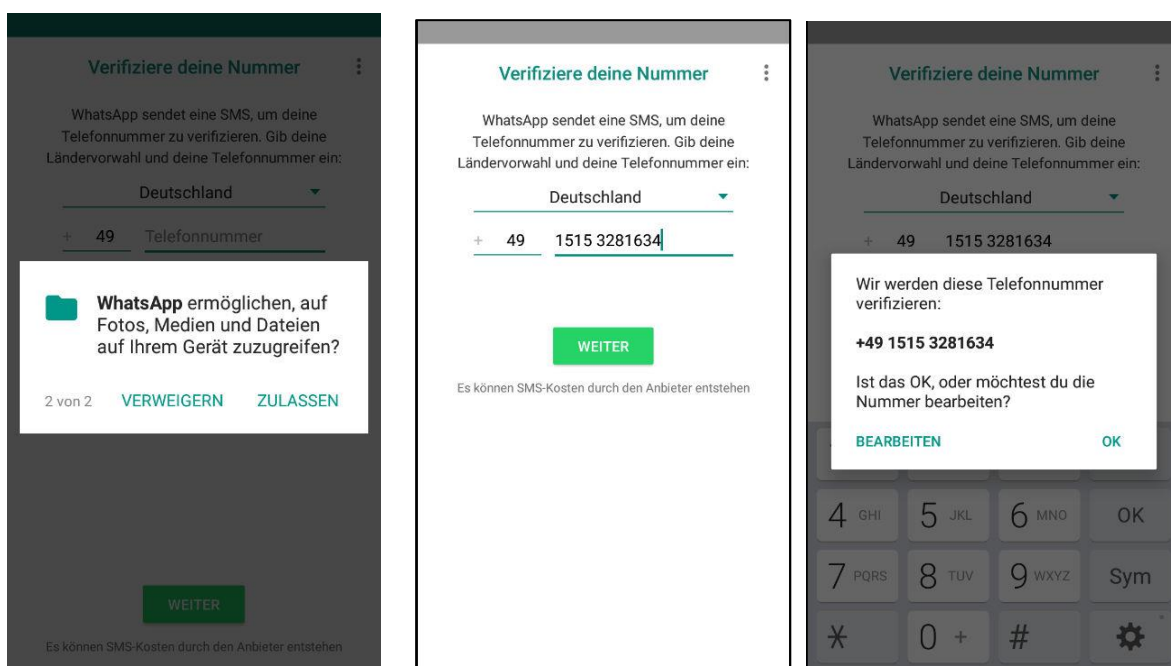 Verifiziere deine Nummer
WhatsApp sendet eine SMS, um deine
Telefonnummer zu verifizieren. Gib deine
Ländervorwahl und deine Telefonnummer ein:
Deutschland
+ 49 Telefonnummer
WhatsApp ermöglichen, auf
Fotos, Medien und Dateien
auf Ihrem Gerät zuzugreifen?
2 von 2 VERWEIGERN ZULASSEN
WEITER
Es können SMS-Kosten durch den Anbieter entstehen
Verifiziere deine Nummer
WhatsApp sendet eine SMS, um deine
Telefonnummer zu verifizieren. Gib deine
Ländervorwahl und deine Telefonnummer ein:
Deutschland
+ 49 1515 3281634
WEITER
Es können SMS-Kosten durch den Anbieter entstehen
Verifiziere deine Nummer
WhatsApp sendet eine SMS, um deine
Telefonnummer zu verifizieren. Gib deine
Ländervorwahl und deine Telefonnummer ein:
Deutschland
+ 49 1515 3281634
Wir werden diese Telefonnummer
verifizieren:
+49 1515 3281634
Ist das OK, oder möchtest du die
Nummer bearbeiten?
BEARBEITEN OK
4 GHI 5 JKL 6 MNO OK
7 PQRS 8 TUV 9 WXYZ Sym
* 0 + #